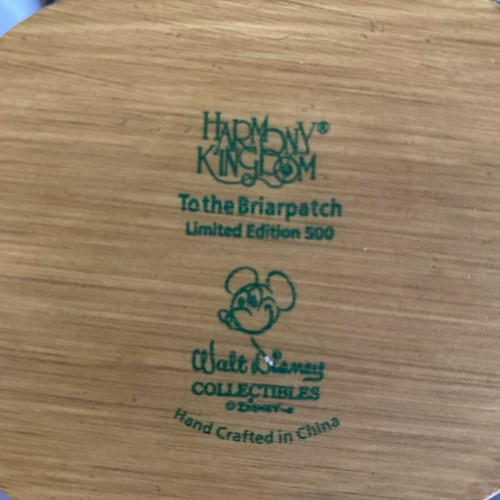 HARMONY®
KINGDOM
To the Briarpatch
Limited Edition 500
Walt Disney
COLLECTIBLES
© DISNEY
Hand Crafted in China